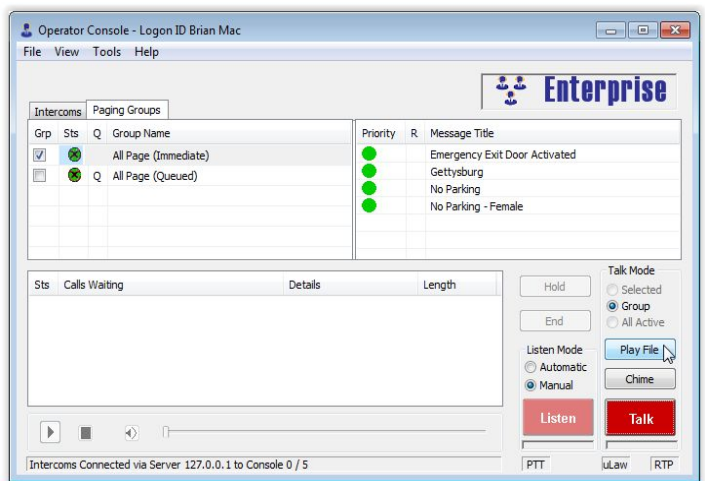 Operator Console - Logon ID Brian Mac
File View Tools Help
Enterprise
Intercoms Paging Groups
Grp Sts Q Group Name Priority R Message Title
All Page (Immediate) Emergency Exit Door Activated
Q All Page (Queued) Gettysburg
No Parking
No Parking - Female
Sts Calls Waiting Details Length
Talk Mode
Hold Selected
Group
End All Active
Listen Mode Play File
Automatic
Manual Chime
Listen Talk
Intercoms Connected via Server 127.0.0.1 to Console 0 / 5 PTT uLaw RTP